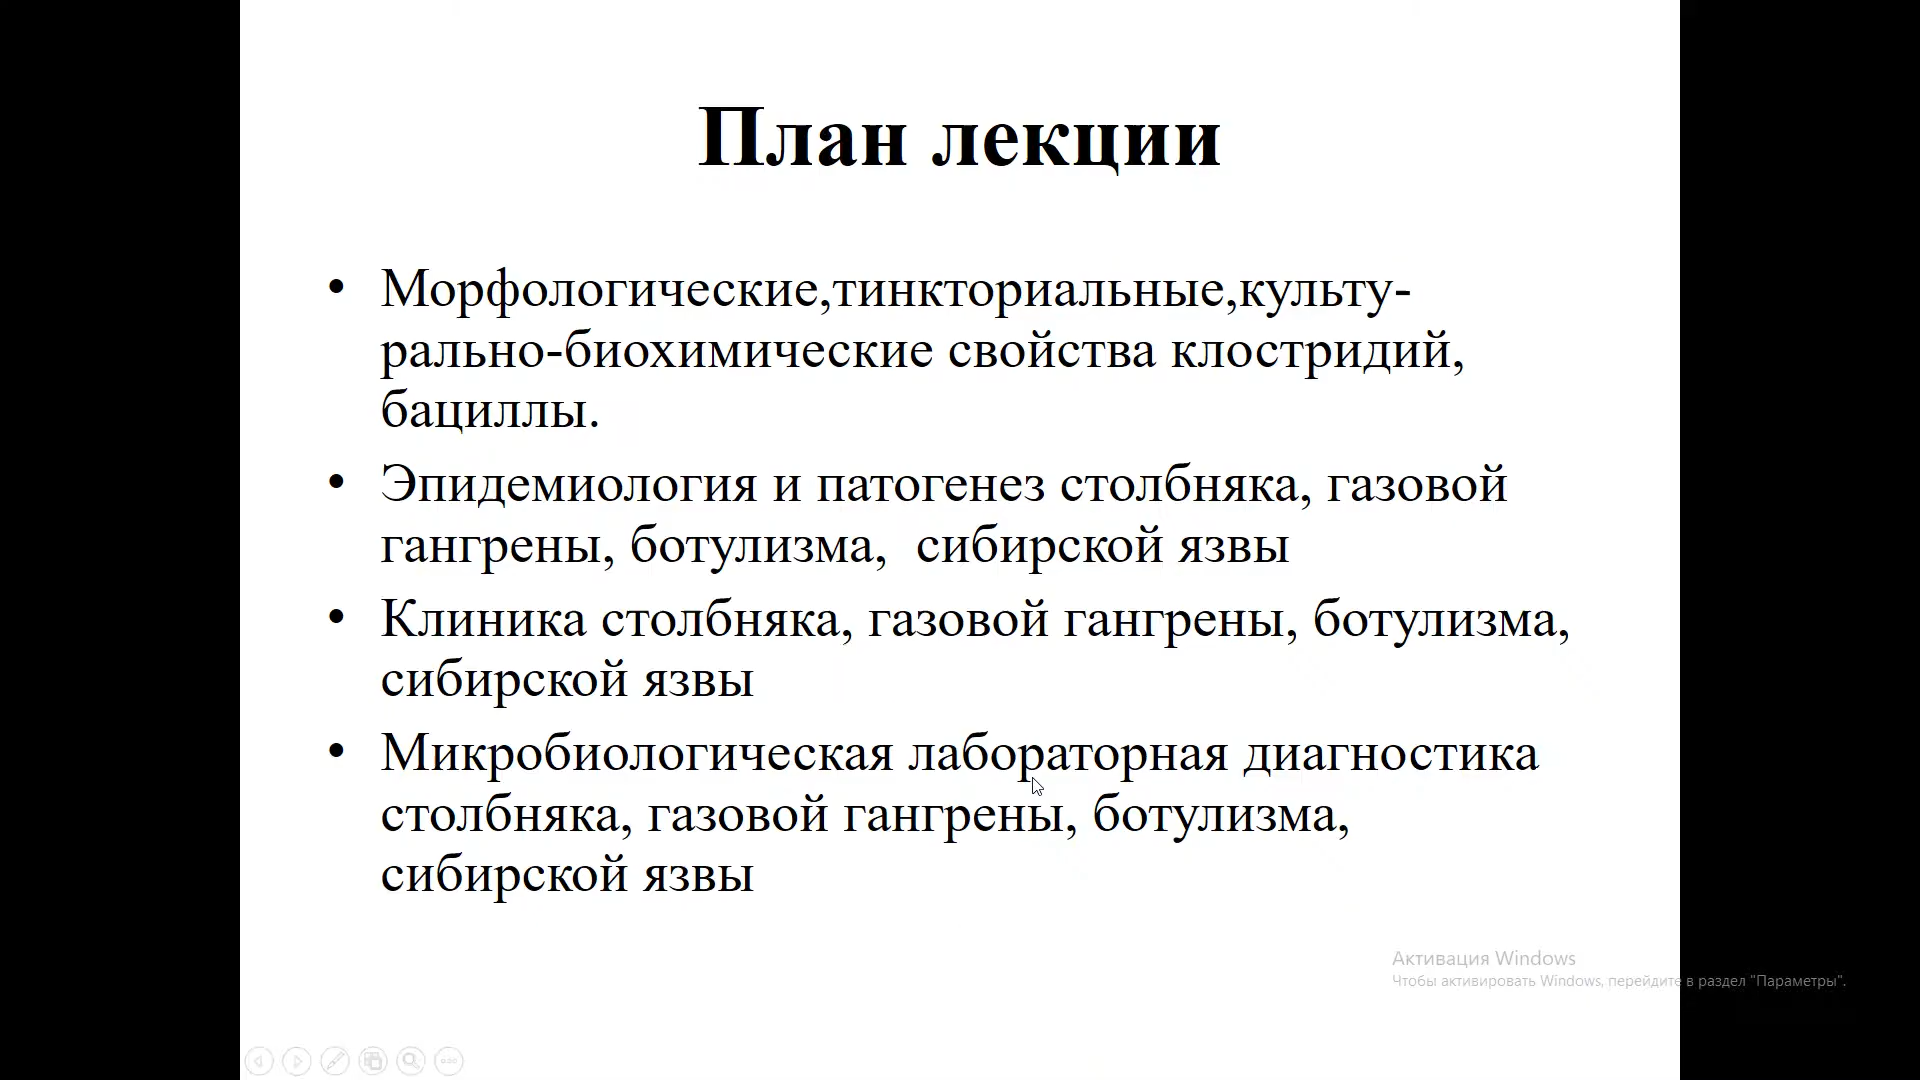 План лекции
• Морфологические,тинкториальные,культу-
рально-биохимические свойства клостридий,
бациллы.
• Эпидемиология и патогенез столбняка, газовой
гангрены, ботулизма,  сибирской язвы
• Клиника столбняка, газовой гангрены, ботулизма,
сибирской язвы
• Микробиологическая лабораторная диагностика
столбняка, газовой гангрены, ботулизма,
сибирской язвы
Активация Windows
Чтобы активировать Windows, перейдите в раздел "Параметры".